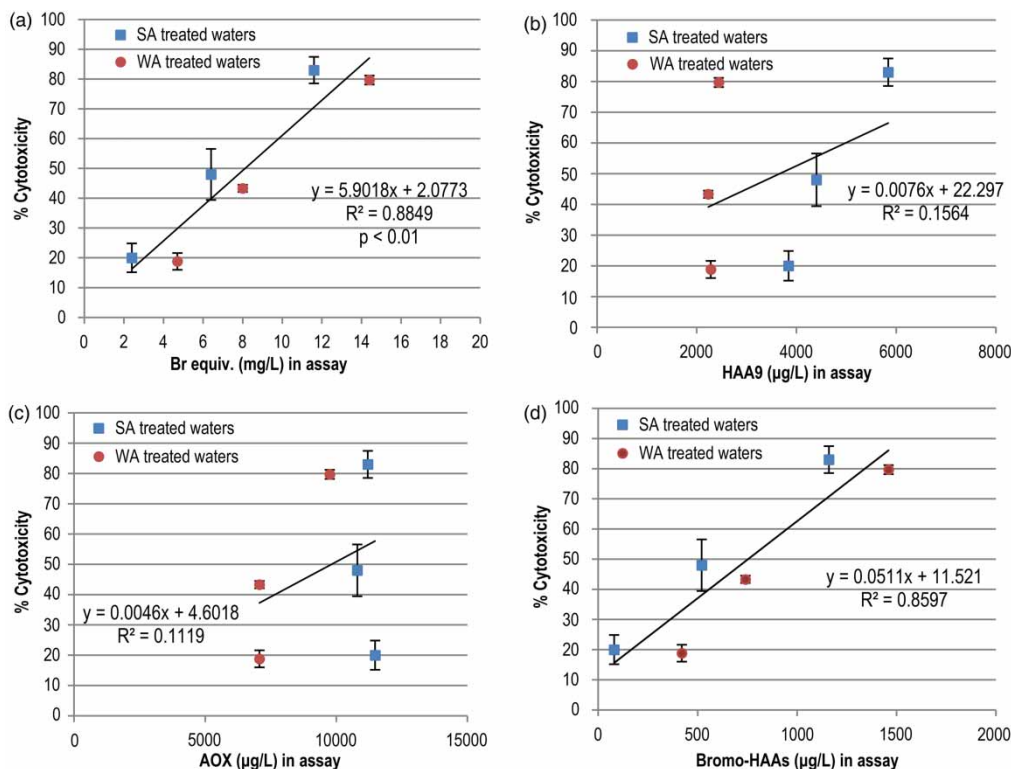 (a)
SA treated waters
WA treated waters
100
90
80
70
60
50
40
30
20
10
0
% Cytotoxicity
y = 5.9018x + 2.0773
R² = 0.8849
p < 0.01
0 2 4 6 8 10 12 14 16 18 20
Br equiv. (mg/L) in assay
(b)
SA treated waters
WA treated waters
100
90
80
70
60
50
40
30
20
10
0
% Cytotoxicity
y = 0.0076x + 22.297
R² = 0.1564
0 2000 4000 6000 8000
HAA9 (µg/L) in assay
(c)
SA treated waters
WA treated waters
100
90
80
70
60
50
40
30
20
10
0
% Cytotoxicity
y = 0.0046x + 4.6018
R² = 0.1119
0 5000 10000 15000
AOX (µg/L) in assay
(d)
SA treated waters
WA treated waters
100
90
80
70
60
50
40
30
20
10
0
% Cytotoxicity
y = 0.0511x + 11.521
R² = 0.8597
0 500 1000 1500 2000
Bromo-HAAs (µg/L) in assay